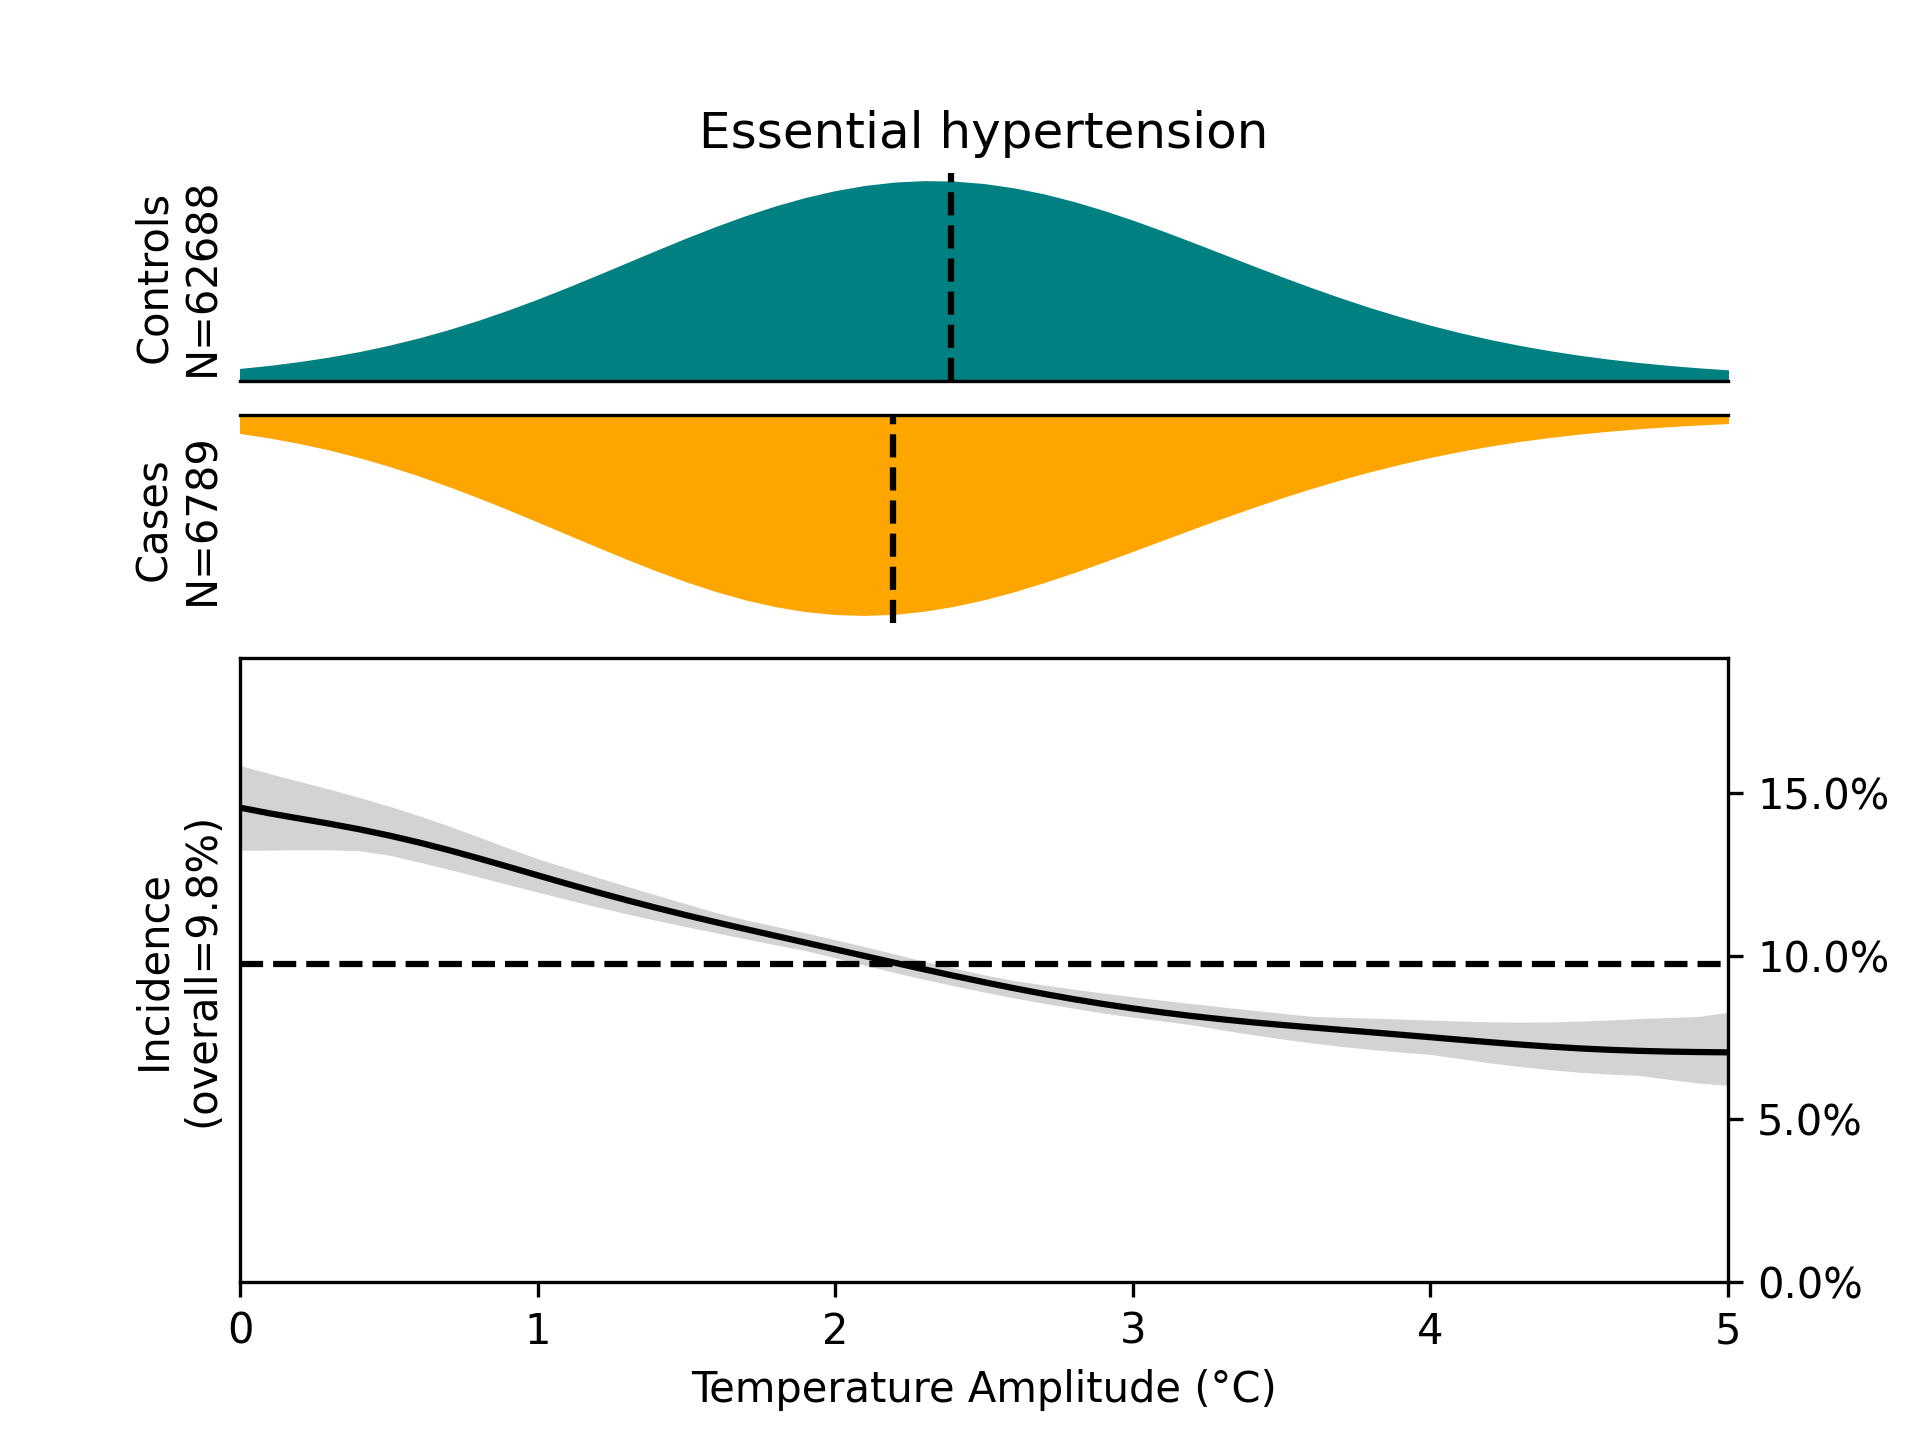 Essential hypertension
Controls
N=62688
Cases
N=6789
Incidence
(overall=9.8%)
15.0%
10.0%
5.0%
0.0%
0 1 2 3 4 5
Temperature Amplitude (°C)